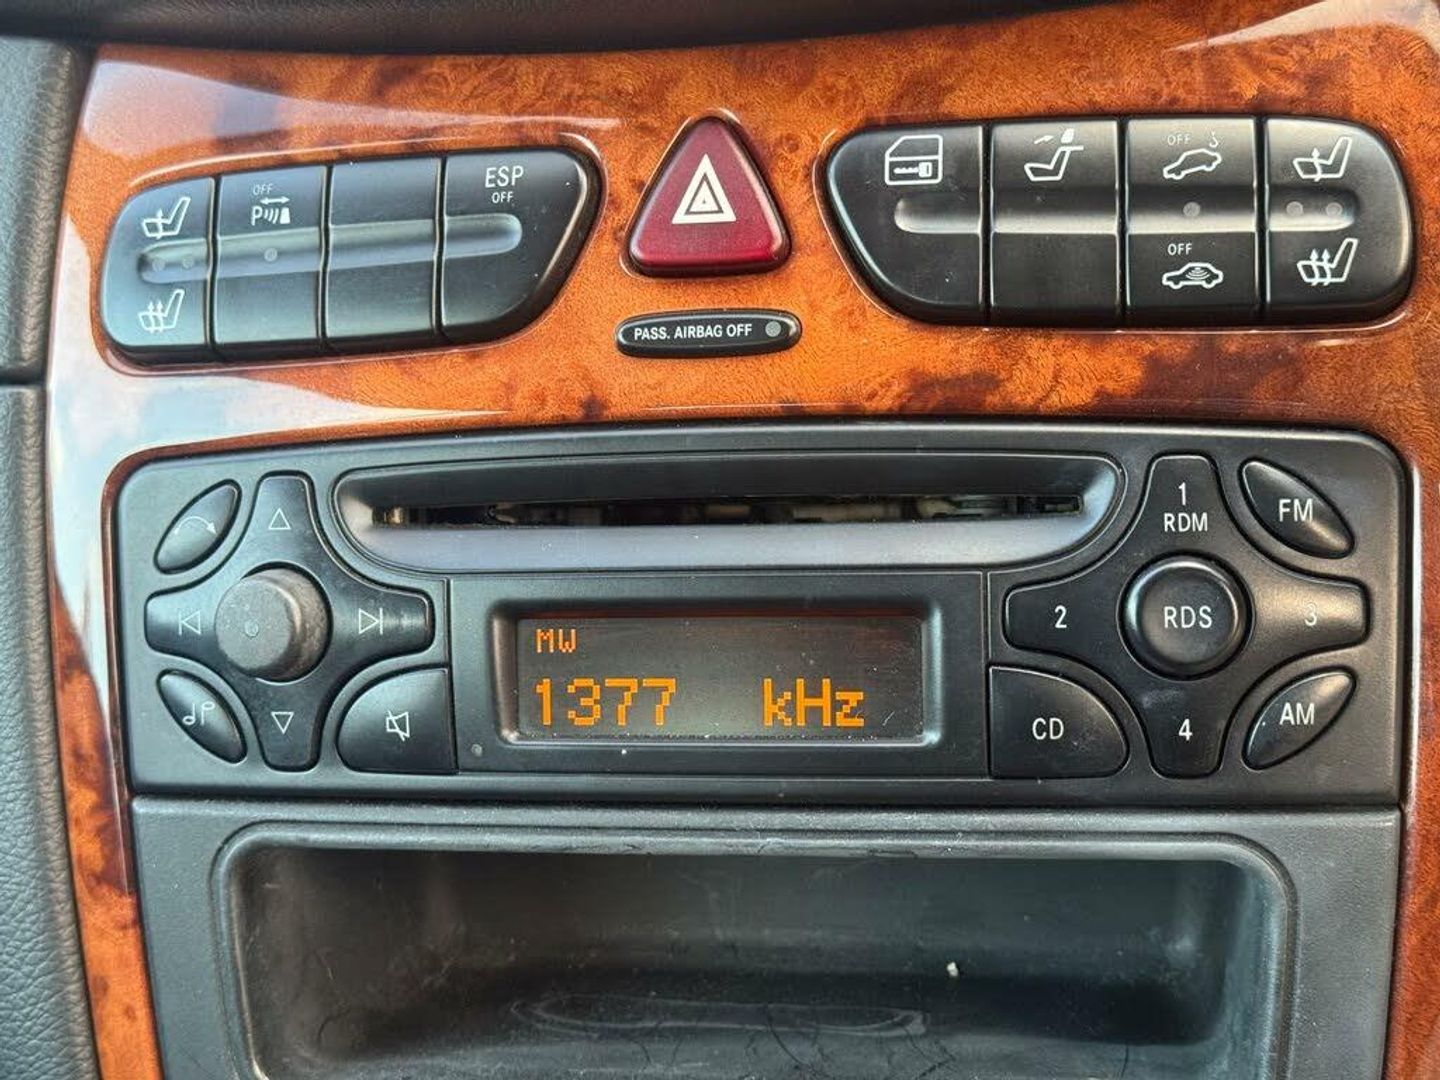 OFF
P
ESP
OFF
OFF
OFF
PASS. AIRBAG OFF
1
RDM
FM
2
RDS
3
MW
1377 kHz
CD
4
AM